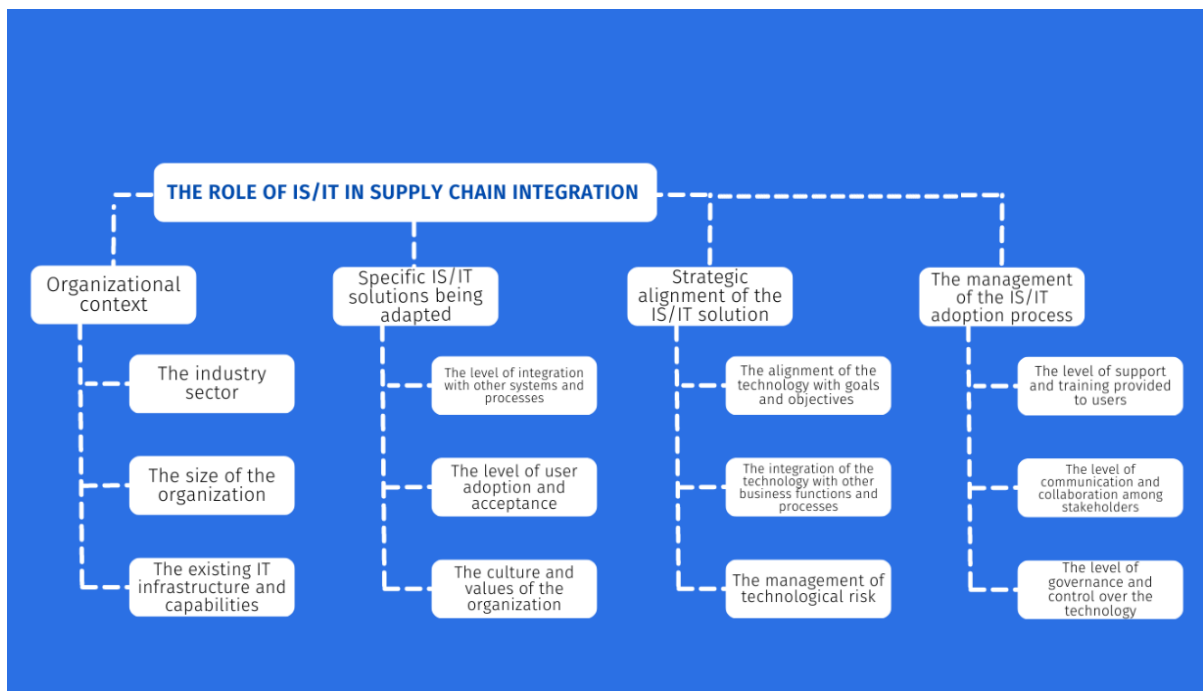 THE ROLE OF IS/IT IN SUPPLY CHAIN INTEGRATION
Organizational
context
The industry
sector
The size of the
organization
The existing IT
infrastructure and
capabilities
Specific IS/IT
solutions being
adapted
The level of integration
with other systems and
processes
The level of user
adoption and
acceptance
The culture and
values of the
organization
Strategic
alignment of the
IS/IT solution
The alignment of the
technology with goals
and objectives
The integration of the
technology with other
business functions and
processes
The management of
technological risk
The management
of the IS/IT
adoption process
The level of support
and training provided
to users
The level of
communication and
collaboration among
stakeholders
The level of
governance and
control over the
technology